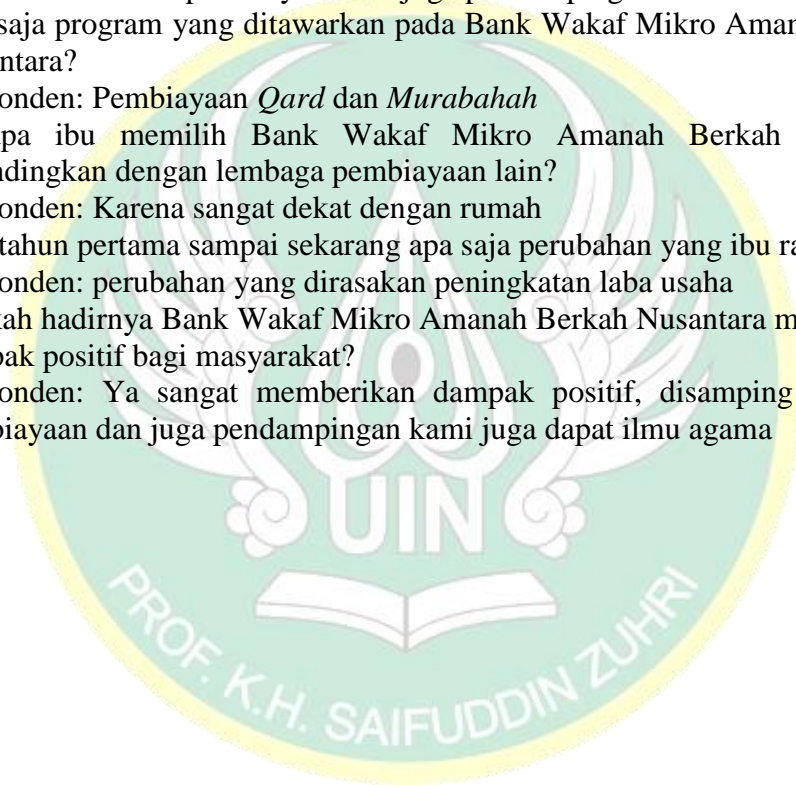 saja program yang ditawarkan pada Bank Wakaf Mikro Aman
ntara?
onden: Pembiayaan Qard dan Murabahah
pa ibu memilih Bank Wakaf Mikro Amanah Berkah
ndingkan dengan lembaga pembiayaan lain?
onden: Karena sangat dekat dengan rumah
tahun pertama sampai sekarang apa saja perubahan yang ibu ra
onden: perubahan yang dirasakan peningkatan laba usaha
kah hadirnya Bank Wakaf Mikro Amanah Berkah Nusantara m
pak positif bagi masyarakat?
onden: Ya sangat memberikan dampak positif, disamping
biayaan dan juga pendampingan kami juga dapat ilmu agama
UIN
PROF. K.H. SAIFUDDIN ZUHRI